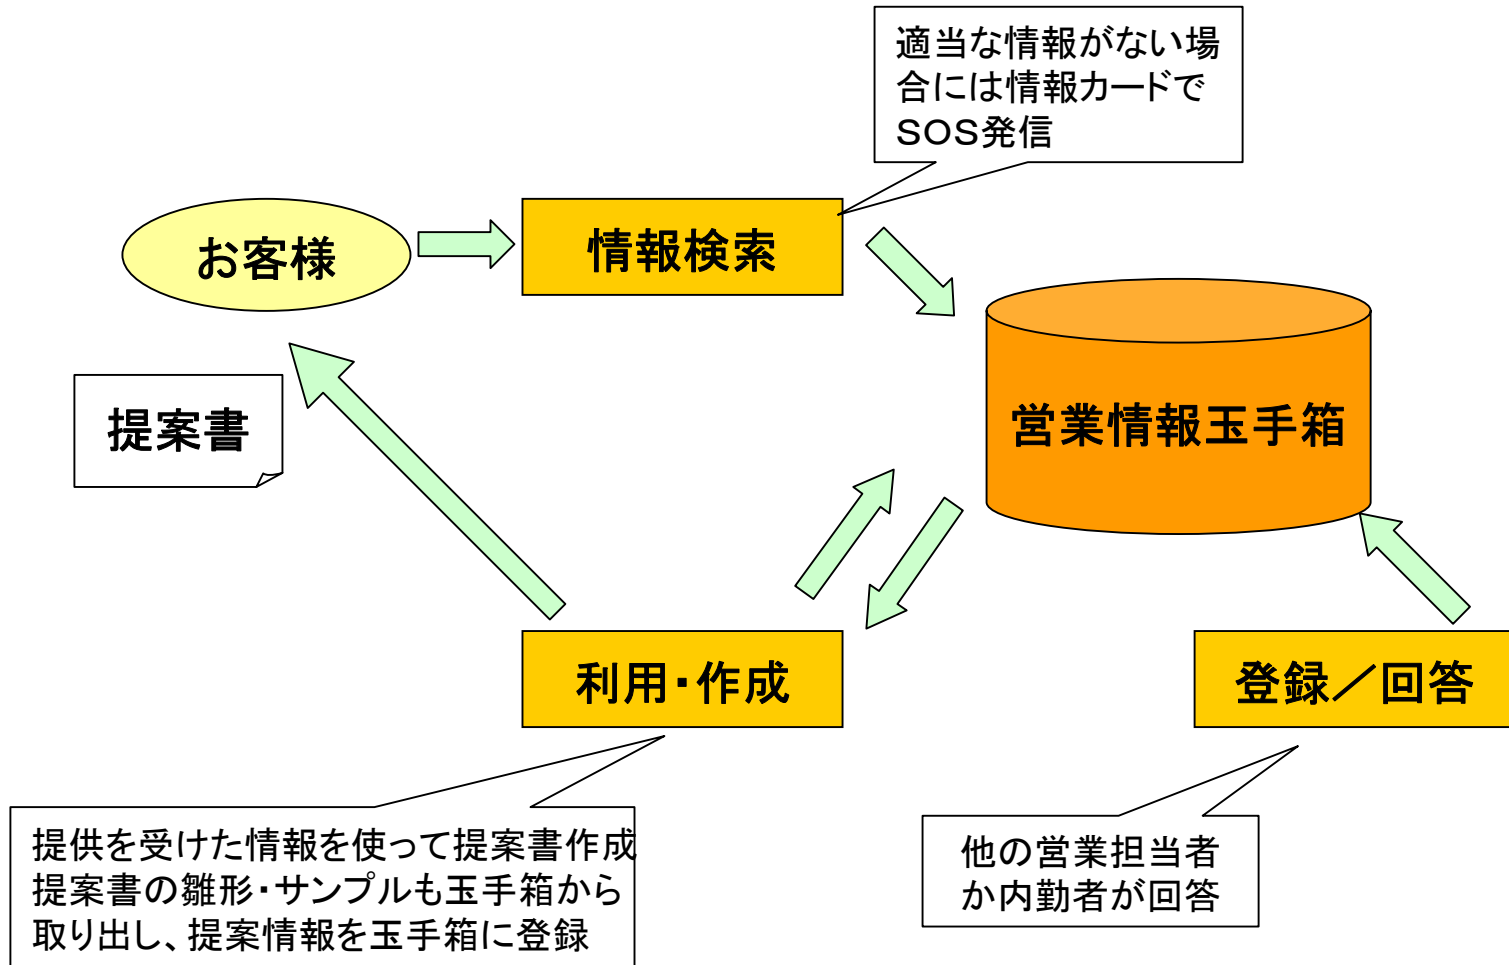 適当な情報がない場
合には情報カードで
ＳＯＳ発信
お客様
情報検索
提案書
営業情報玉手箱
利用・作成
登録／回答
提供を受けた情報を使って提案書作成
提案書の雛形・サンプルも玉手箱から
取り出し、提案情報を玉手箱に登録
他の営業担当者
か内勤者が回答